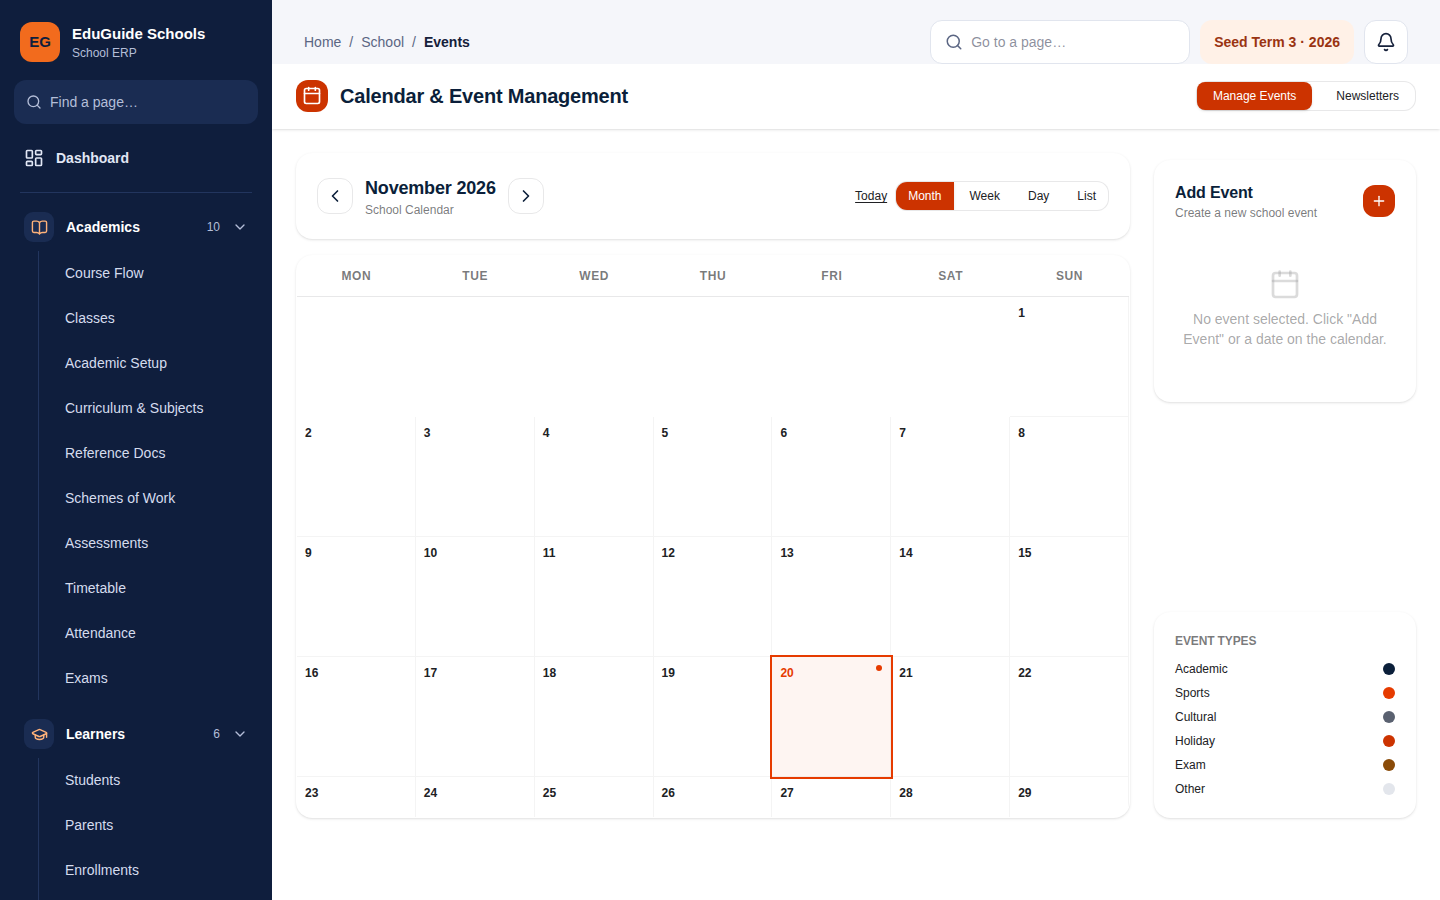 EG
EduGuide Schools
School ERP
Find a page…
Dashboard
Academics 10
Course Flow
Classes
Academic Setup
Curriculum & Subjects
Reference Docs
Schemes of Work
Assessments
Timetable
Attendance
Exams
Learners 6
Students
Parents
Enrollments
Home / School / Events
Go to a page…
Seed Term 3 · 2026
Calendar & Event Management
Manage Events Newsletters
November 2026
School Calendar
Today Month Week Day List
MON TUE WED THU FRI SAT SUN
1
2 3 4 5 6 7 8
9 10 11 12 13 14 15
16 17 18 19 20 21 22
23 24 25 26 27 28 29
Add Event
Create a new school event
No event selected. Click "Add
Event" or a date on the calendar.
EVENT TYPES
Academic
Sports
Cultural
Holiday
Exam
Other